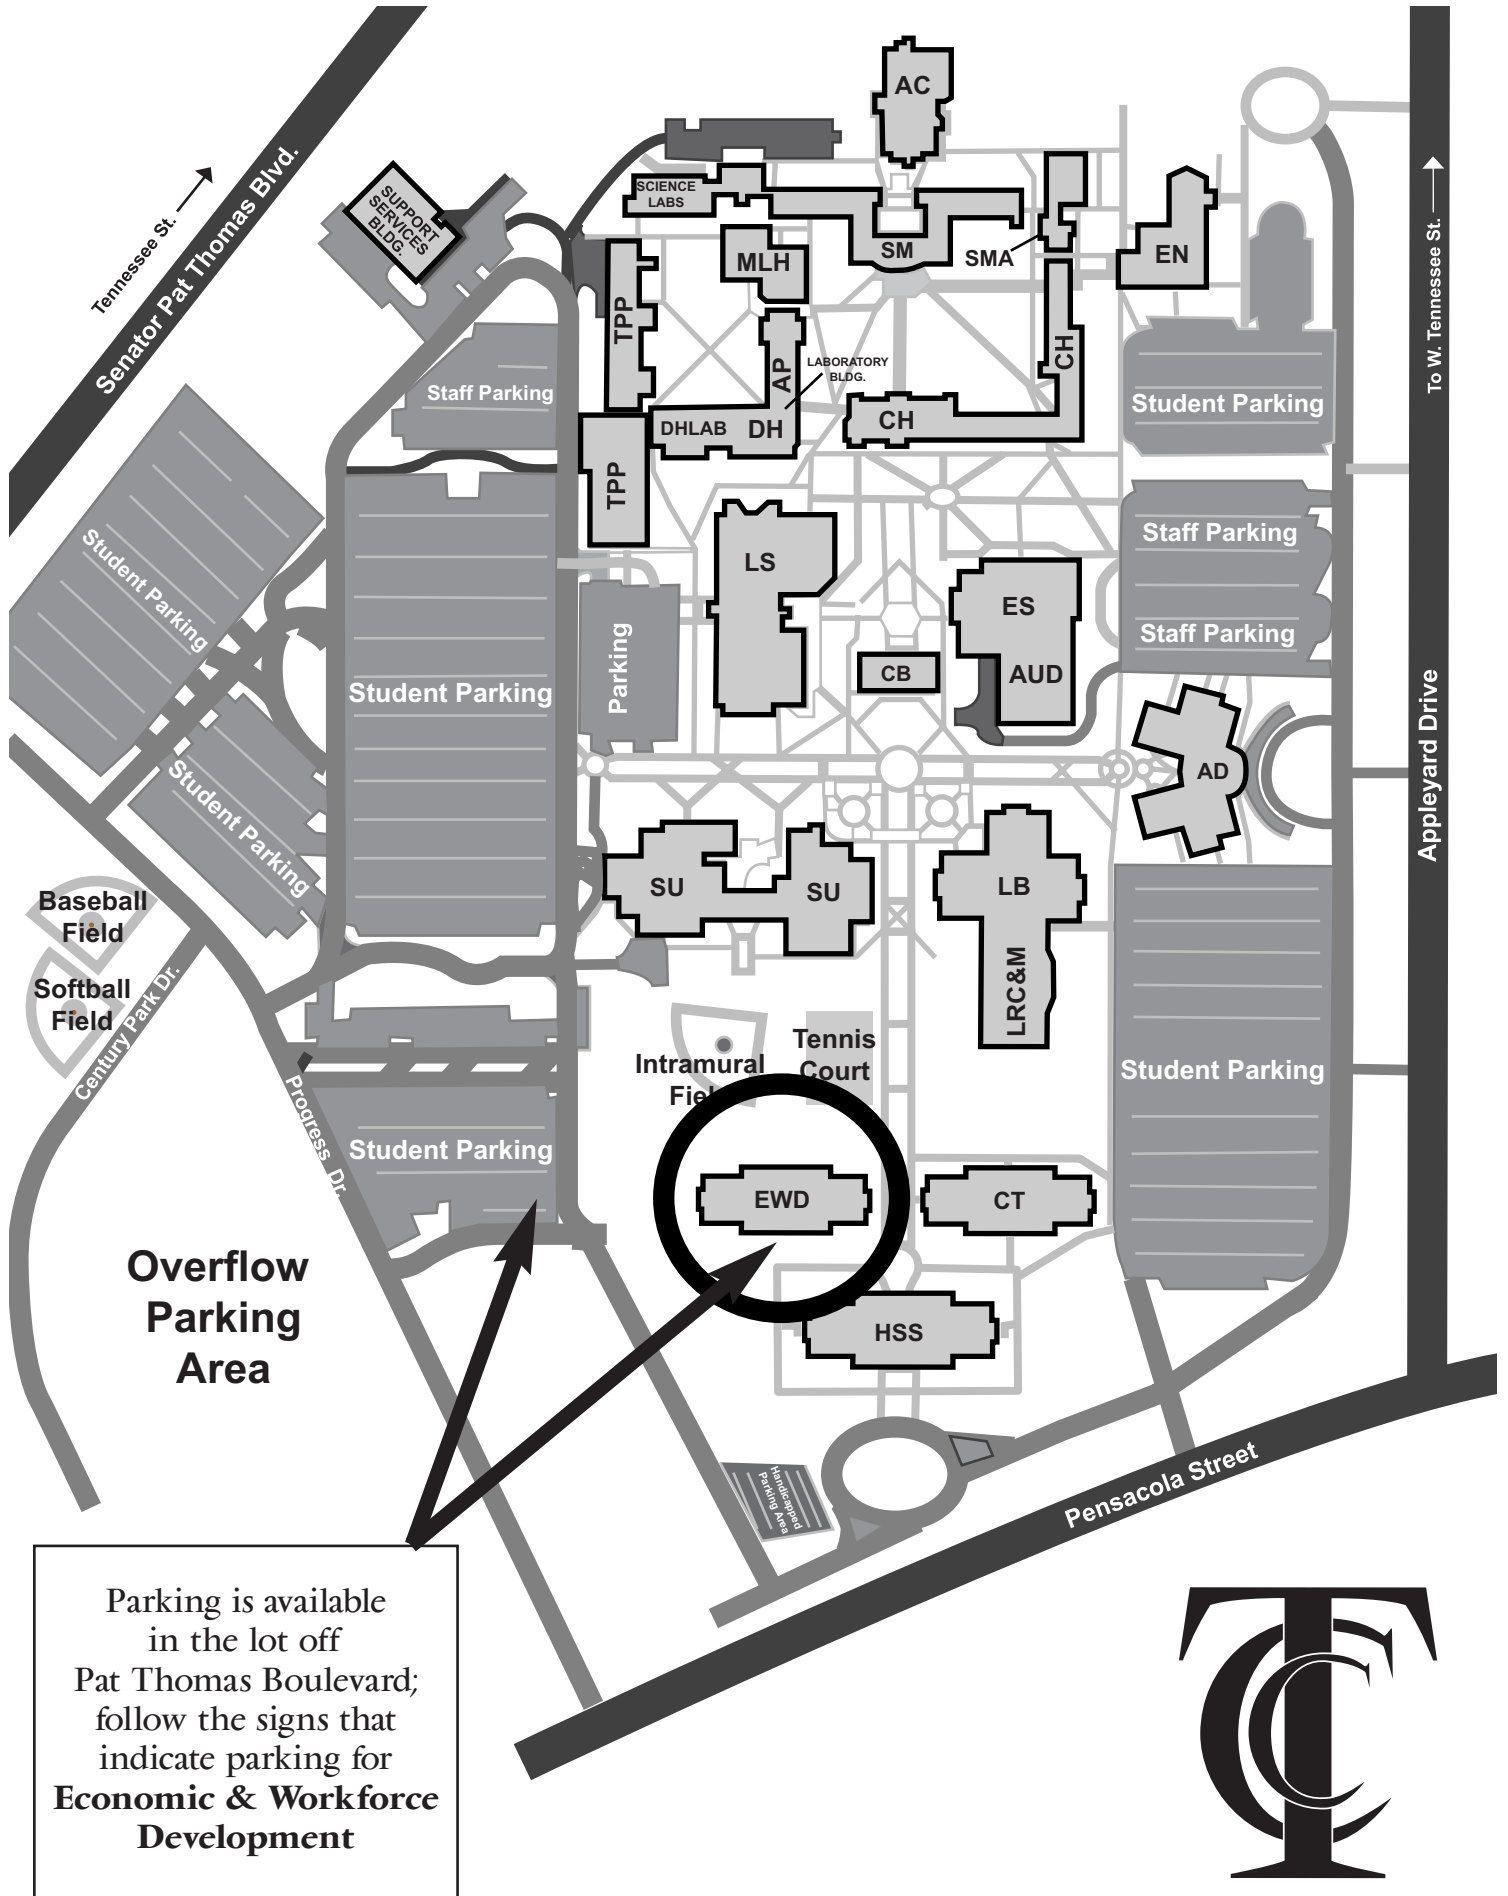 AC
Tennessee St.
Senator Pat Thomas Blvd.
SUPPORT
SERVICES
BLDG.
SCIENCE
LABS
SM
SMA
EN
MLH
TPP
AP
LABORATORY
BLDG.
CH
To W. Tennessee St.
Staff Parking
Student Parking
DHLAB
DH
CH
TPP
Student Parking
LS
ES
AUD
Staff Parking
Staff Parking
Parking
Student Parking
CB
AD
Appleyard Drive
Student Parking
SU
SU
LB
LRC&M
Baseball
Field
Softball
Field
Century Park Dr.
Intramural
Field
Tennis
Court
Student Parking
Progress Dr.
Student Parking
EWD
CT
HSS
Overflow
Parking
Area
Handicapped
Parking Area
Pensacola Street
Parking is available
in the lot off
Pat Thomas Boulevard;
follow the signs that
indicate parking for
Economic & Workforce
Development
TCC